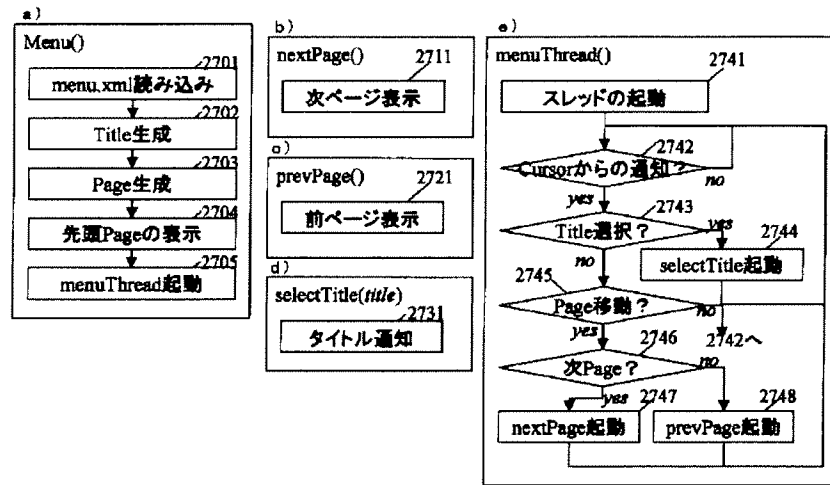 a)
Menu()
2701
menu.xml読み込み
2702
Title生成
2703
Page生成
2704
先頭Pageの表示
2705
menuThread起動
b)
nextPage()
2711
次ページ表示
c)
prevPage()
2721
前ページ表示
d)
selectTitle(title)
2731
タイトル通知
e)
menuThread()
2741
スレッドの起動
2742
Cursorからの通知?
no
yes
2743
Title選択?
yes
2744
no
selectTitle起動
2745
Page移動?
no
yes
2742へ
2746
次Page?
no
yes
2747
nextPage起動
2748
prevPage起動